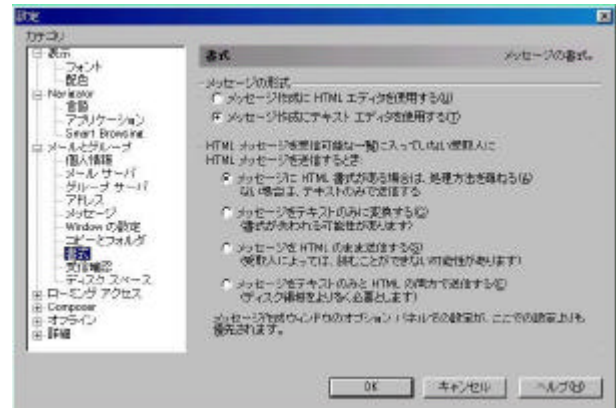 設定
カテゴリ
表示
フォント
配色
Navigator
言語
アプリケーション
Smart Browsing
メールとグループ
個人情報
メール サーバ
グループ サーバ
アドレス
メッセージ
Window の設定
コピーとフォルダ
書式
受信確認
ディスク スペース
ローミング アクセス
Composer
オフライン
詳細
書式 メッセージの書式。
メッセージの形式
メッセージ作成に HTML エディタを使用する(U)
メッセージ作成にテキスト エディタを使用する(T)
HTML メッセージを受信可能な一覧に入っていない受取人に
HTML メッセージを送信するとき:
メッセージに HTML 書式がある場合は、処理方法を尋ねる(A)
ない場合は、テキストのみで送信する
メッセージをテキストのみに変換する(C)
(書式が失われる可能性があります)
メッセージを HTML のまま送信する(S)
(受取人によっては、読むことができない可能性があります)
メッセージをテキストのみと HTML の両方で送信する(E)
(ディスク領域をより多く必要とします)
メッセージ作成ウィンドウのオプション パネルでの設定が、ここでの設定よりも
優先されます。
OK キャンセル ヘルプ(H)